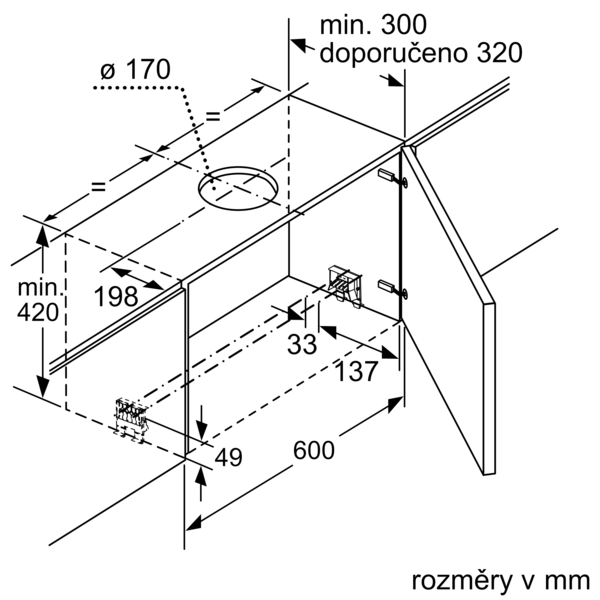 min. 300
doporučeno 320
ø 170
=
=
min.
420
198
33
137
49
600
rozměry v mm